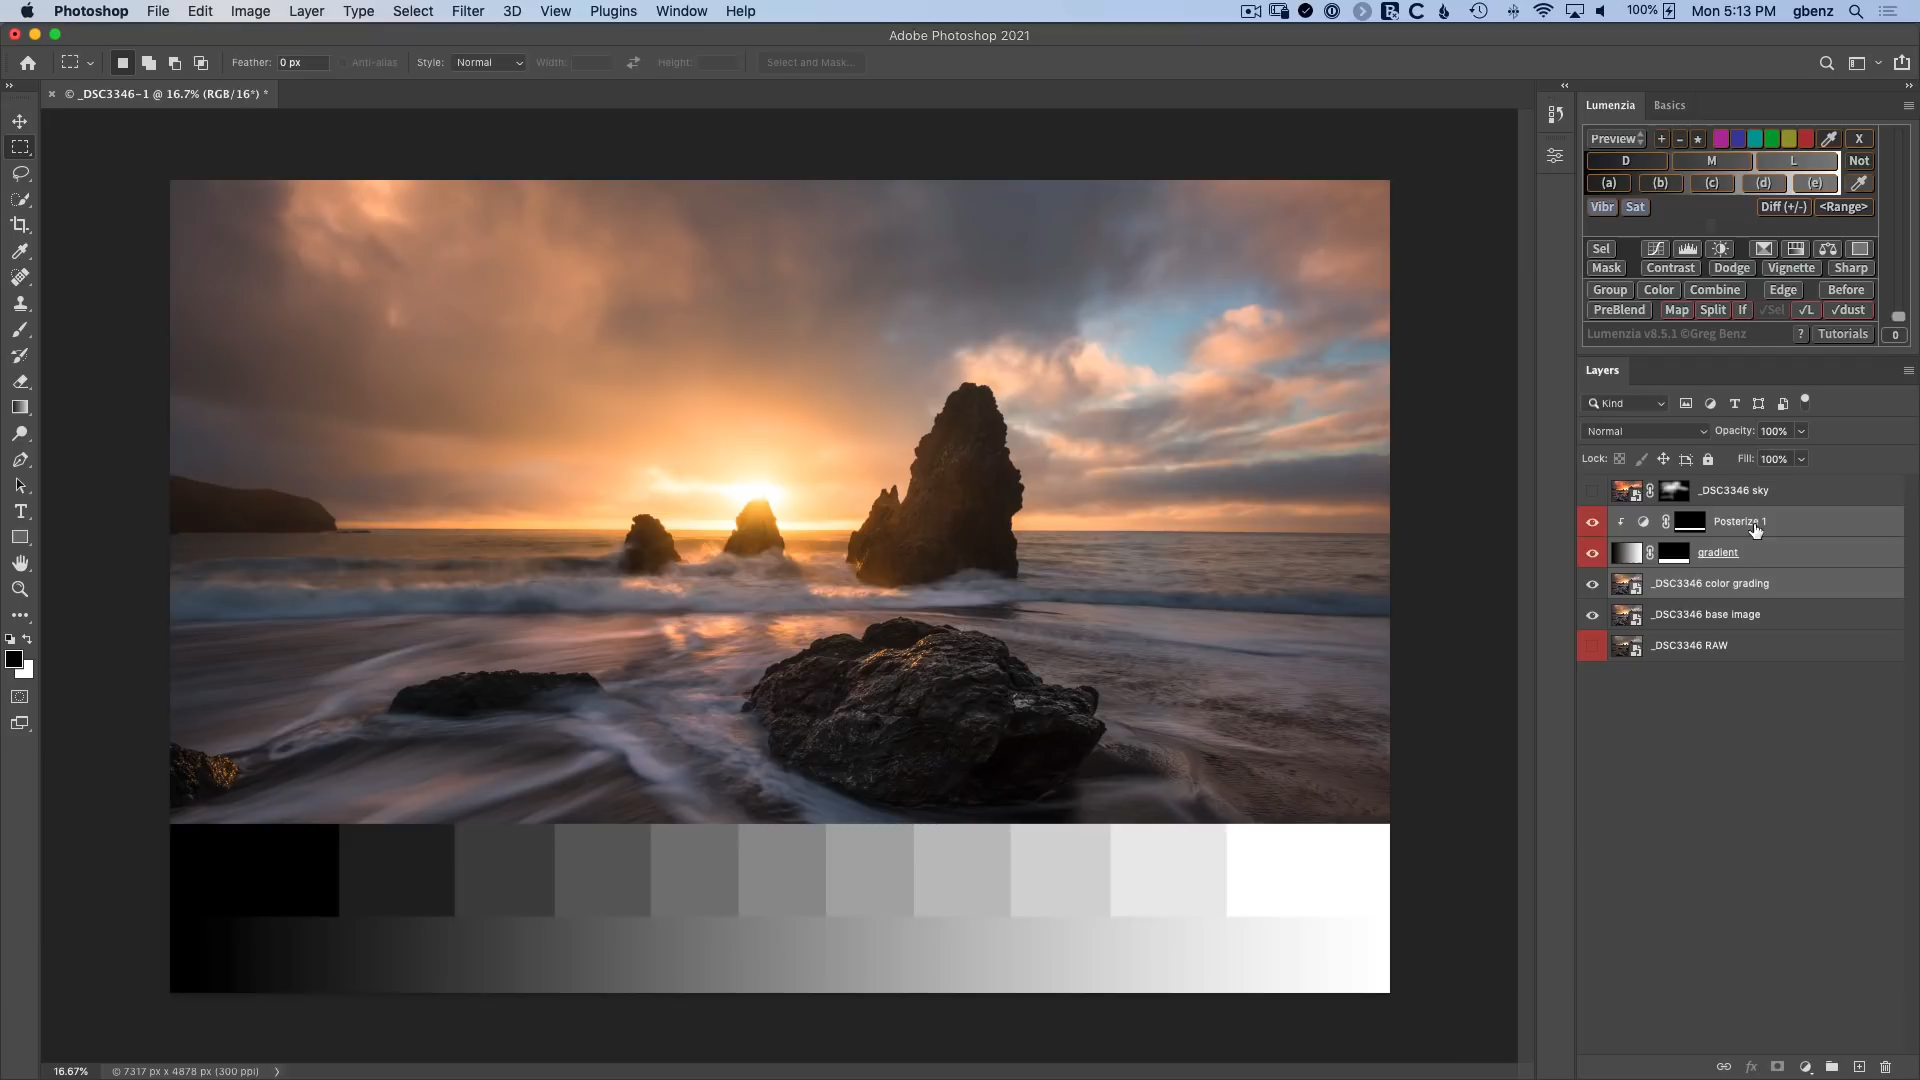 Photoshop File Edit Image Layer Type Select Filter 3D View Plugins Window Help 100% Mon 5:13 PM gbenz
Adobe Photoshop 2021
Feather: 0 px Anti-alias Style: Normal Width: Height: Select and Mask...
© _DSC3346-1 @ 16.7% (RGB/16*) *
Lumenzia Basics
Preview + - * X
D M L Not
(a) (b) (c) (d) (e)
Vibr Sat Diff (+/-) <Range>
Sel
Mask Contrast Dodge Vignette Sharp
Group Color Combine Edge Before
PreBlend Map Split If √Sel √L √dust
Lumenzia v8.5.1 ©Greg Benz ? Tutorials 0
Layers
Kind
Normal Opacity: 100%
Lock: Fill: 100%
_DSC3346 sky
Posterize 1
gradient
_DSC3346 color grading
_DSC3346 base image
_DSC3346 RAW
16.67% © 7317 px x 4878 px (300 ppi)